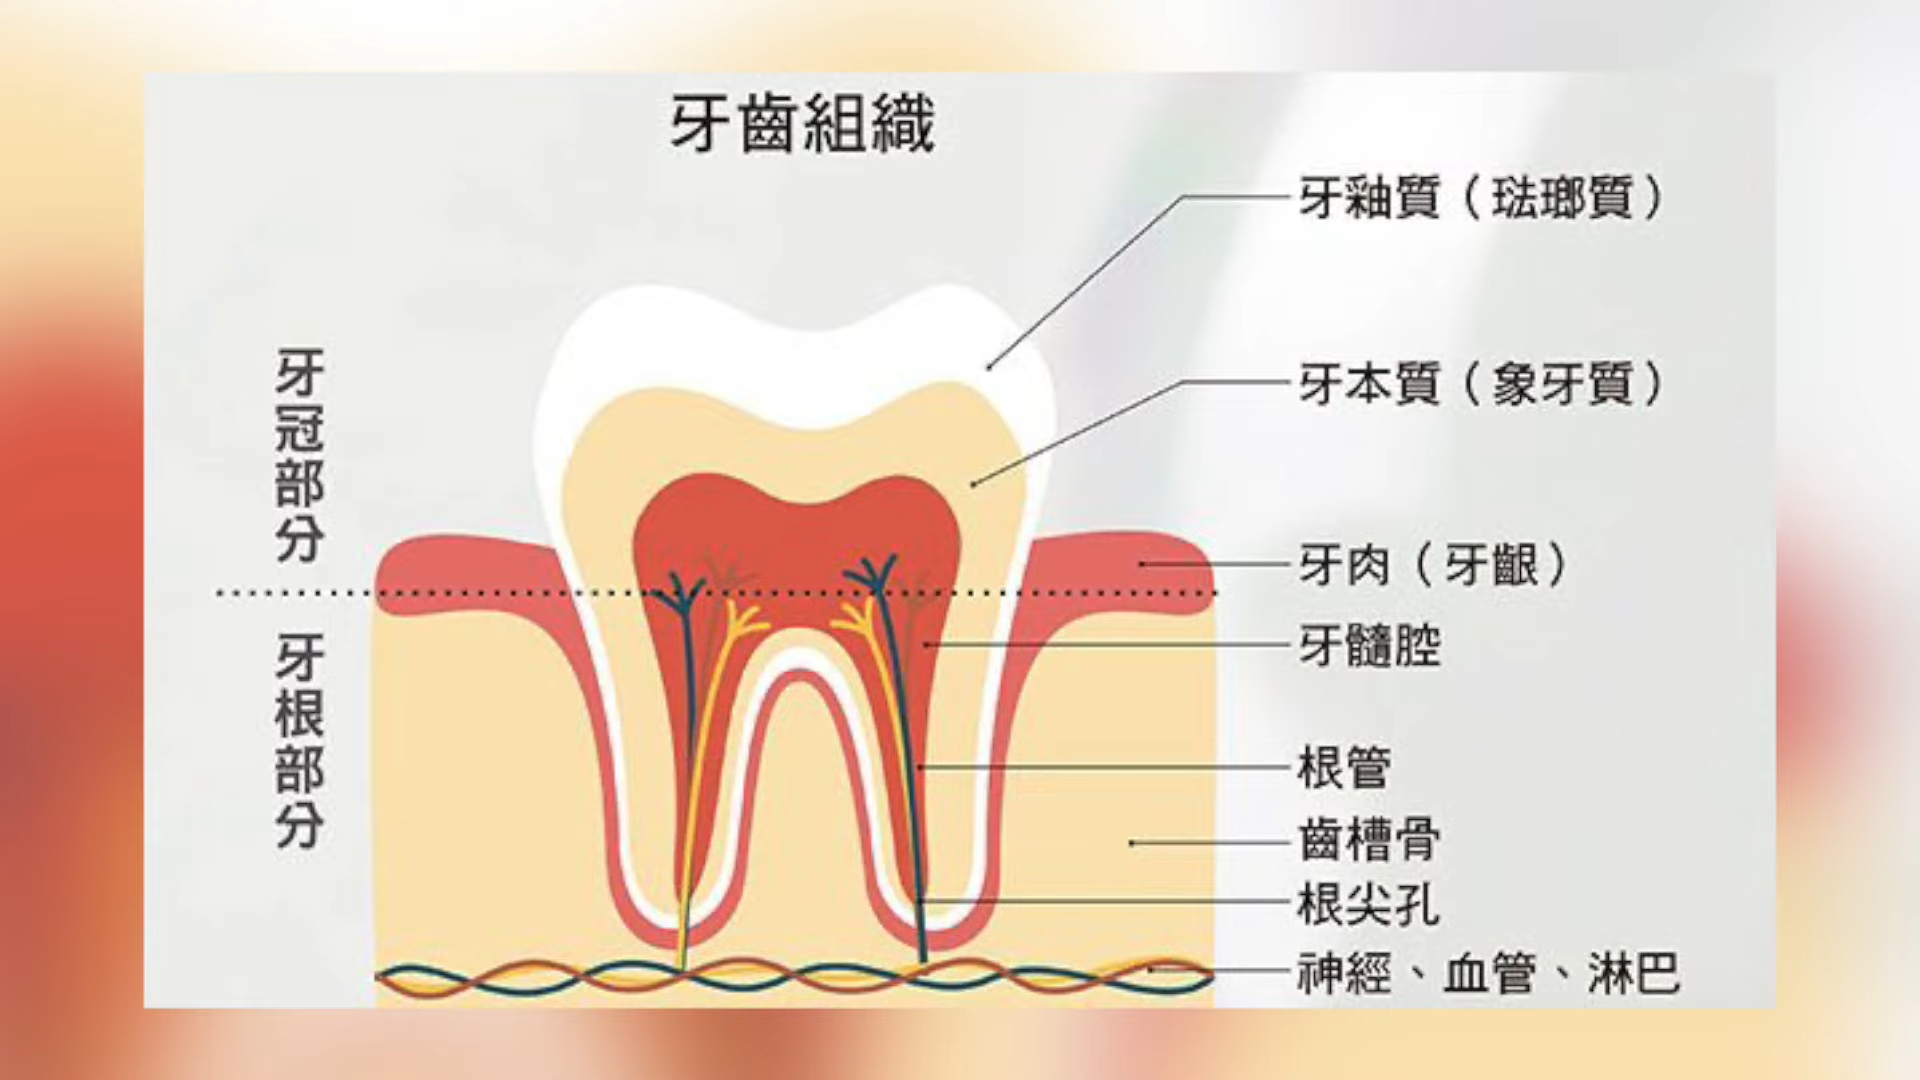 牙齒組織
牙釉質（琺瑯質）
牙本質（象牙質）
牙冠部分
牙肉（牙齦）
牙髓腔
牙根部分
根管
齒槽骨
根尖孔
神經、血管、淋巴